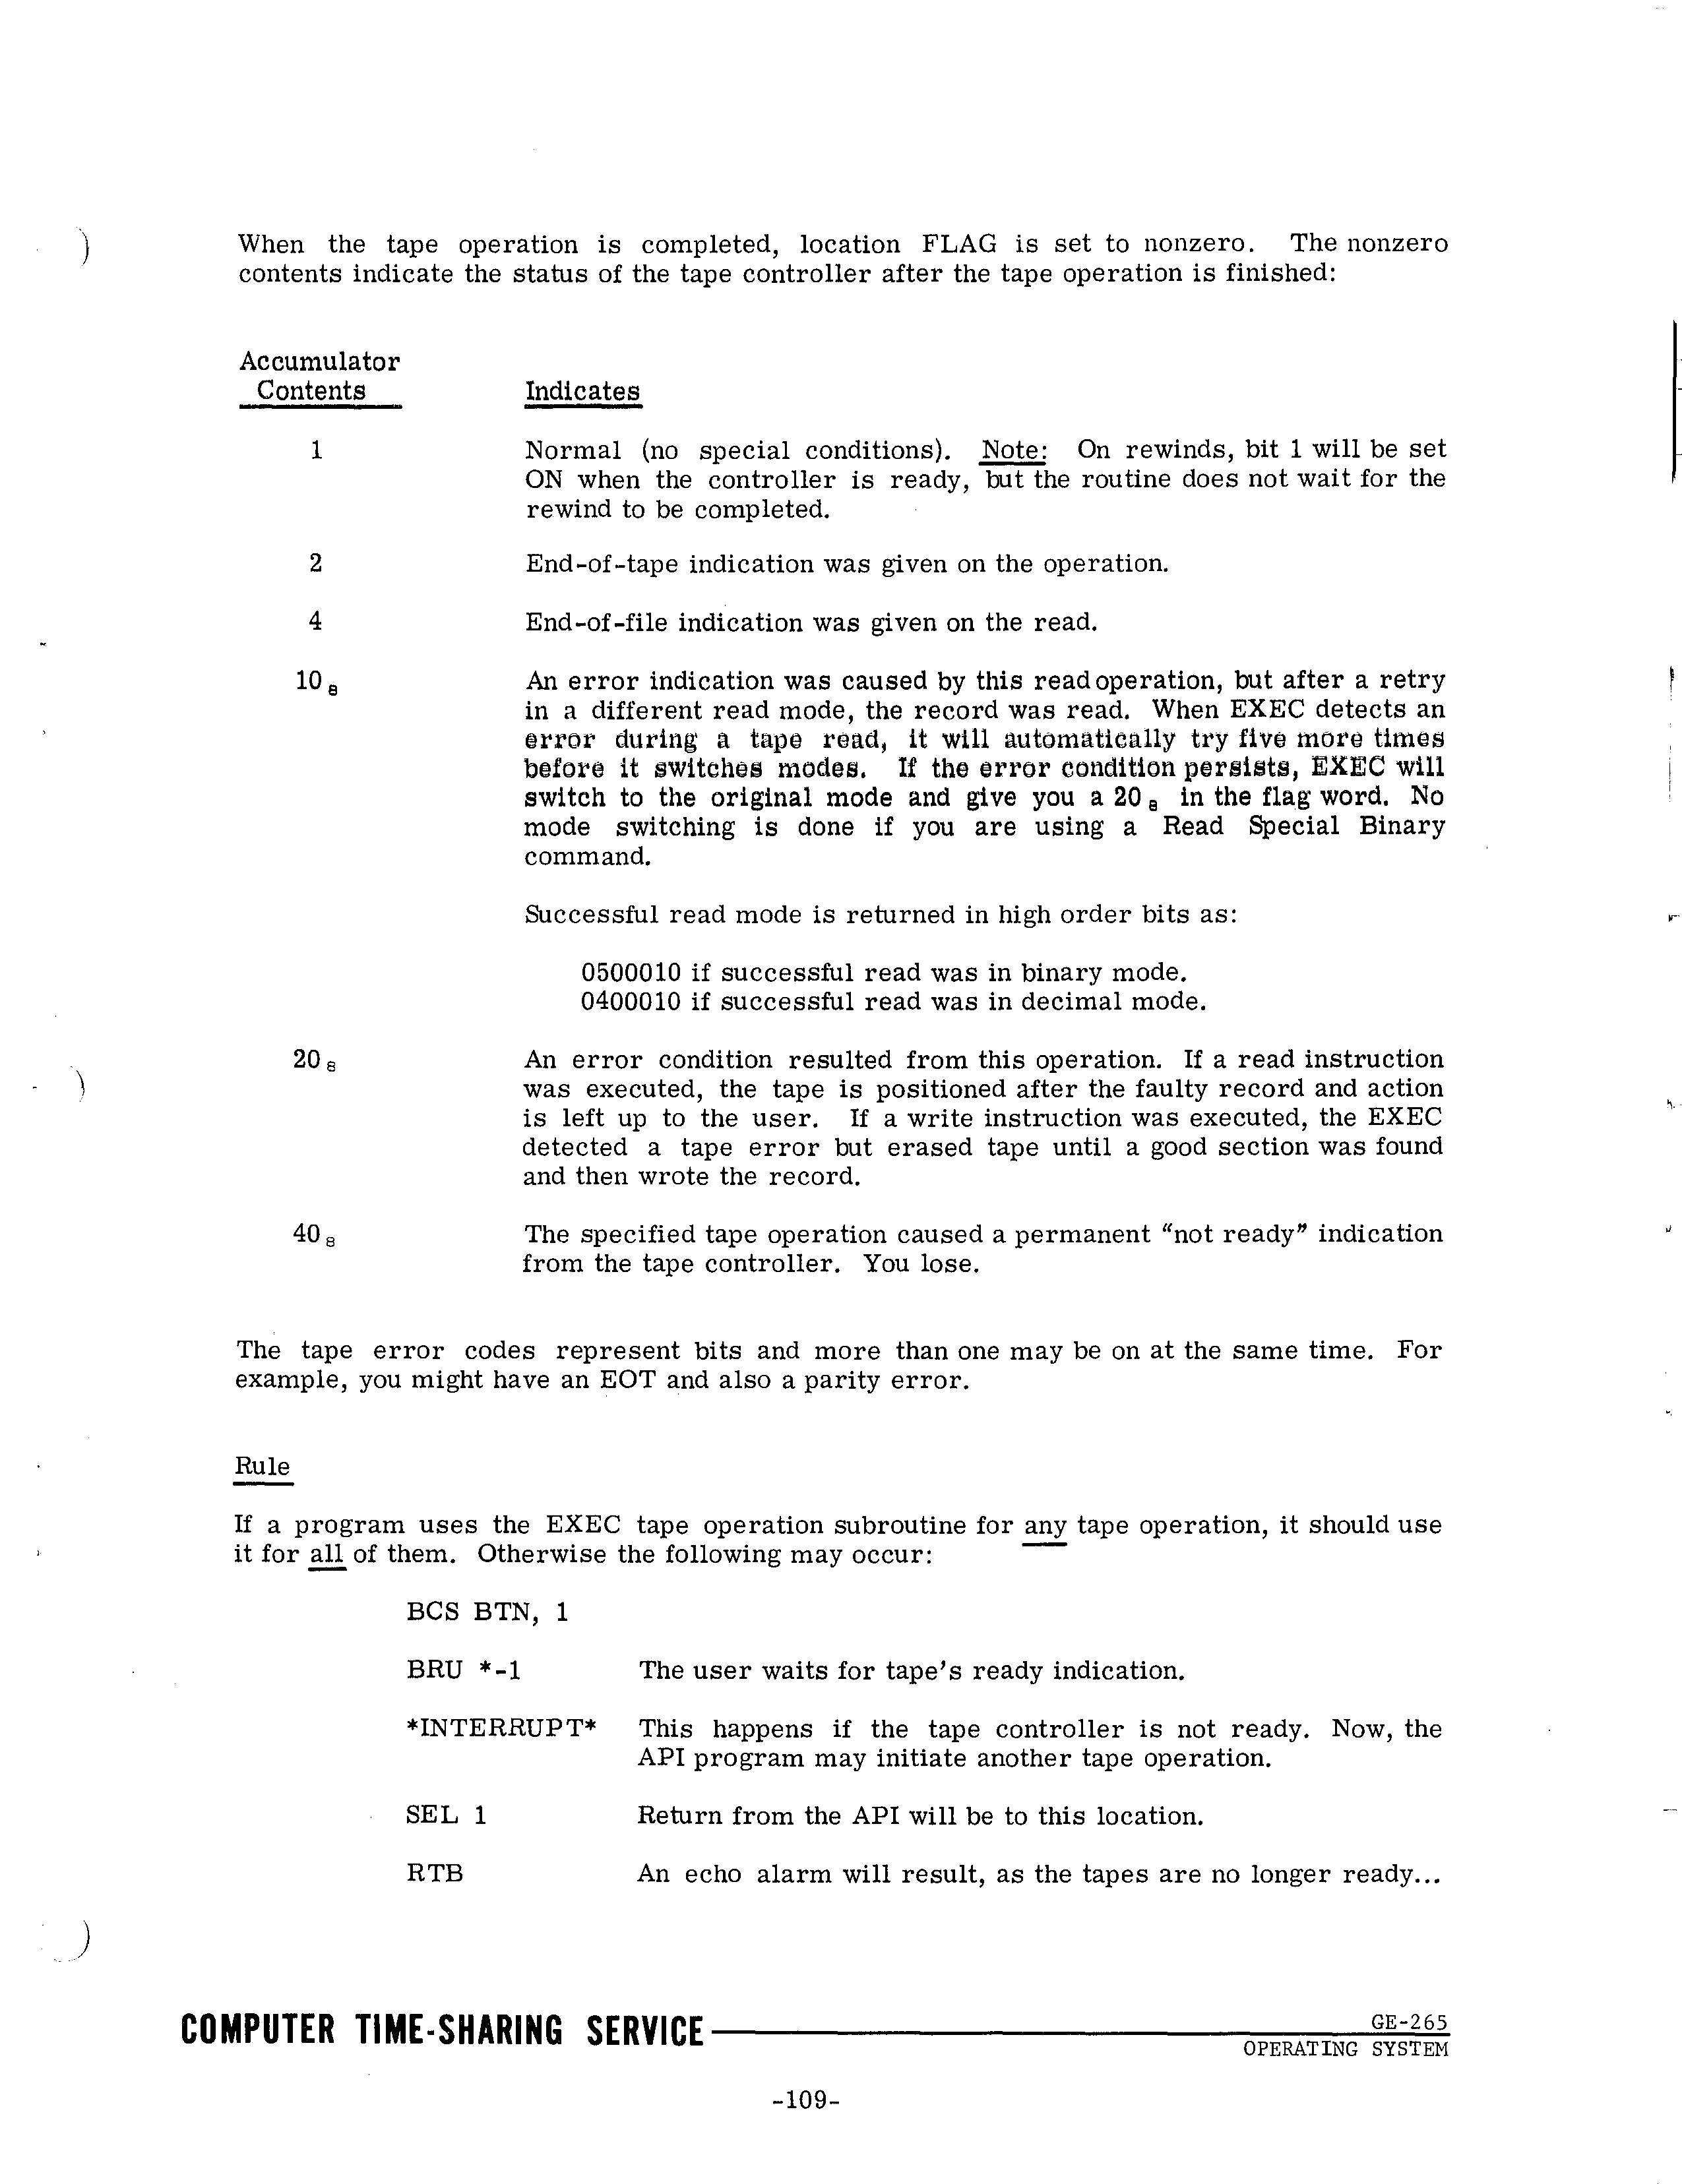 When the tape operation is completed, location FLAG is set to nonzero. The nonzero
contents indicate the status of the tape controller after the tape operation is finished:
Accumulator
Contents Indicates
1 Normal (no special conditions). Note: On rewinds, bit 1 will be set
ON when the controller is ready, but the routine does not wait for the
rewind to be completed.
2 End-of-tape indication was given on the operation.
4 End-of-file indication was given on the read.
10 8 An error indication was caused by this read operation, but after a retry
in a different read mode, the record was read. When EXEC detects an
error during a tape read, it will automatically try five more times
before it switches modes. If the error condition persists, EXEC will
switch to the original mode and give you a 20 8 in the flag word. No
mode switching is done if you are using a Read Special Binary
command.
Successful read mode is returned in high order bits as:
0500010 if successful read was in binary mode.
0400010 if successful read was in decimal mode.
20 8 An error condition resulted from this operation. If a read instruction
was executed, the tape is positioned after the faulty record and action
is left up to the user. If a write instruction was executed, the EXEC
detected a tape error but erased tape until a good section was found
and then wrote the record.
40 8 The specified tape operation caused a permanent “not ready” indication
from the tape controller. You lose.
The tape error codes represent bits and more than one may be on at the same time. For
example, you might have an EOT and also a parity error.
Rule
If a program uses the EXEC tape operation subroutine for any tape operation, it should use
it for all of them. Otherwise the following may occur:
BCS BTN, 1
BRU *-1 The user waits for tape's ready indication.
*INTERRUPT* This happens if the tape controller is not ready. Now, the
API program may initiate another tape operation.
SEL 1 Return from the API will be to this location.
RTB An echo alarm will result, as the tapes are no longer ready...
COMPUTER TIME-SHARING SERVICE GE-265
OPERATING SYSTEM
-109-